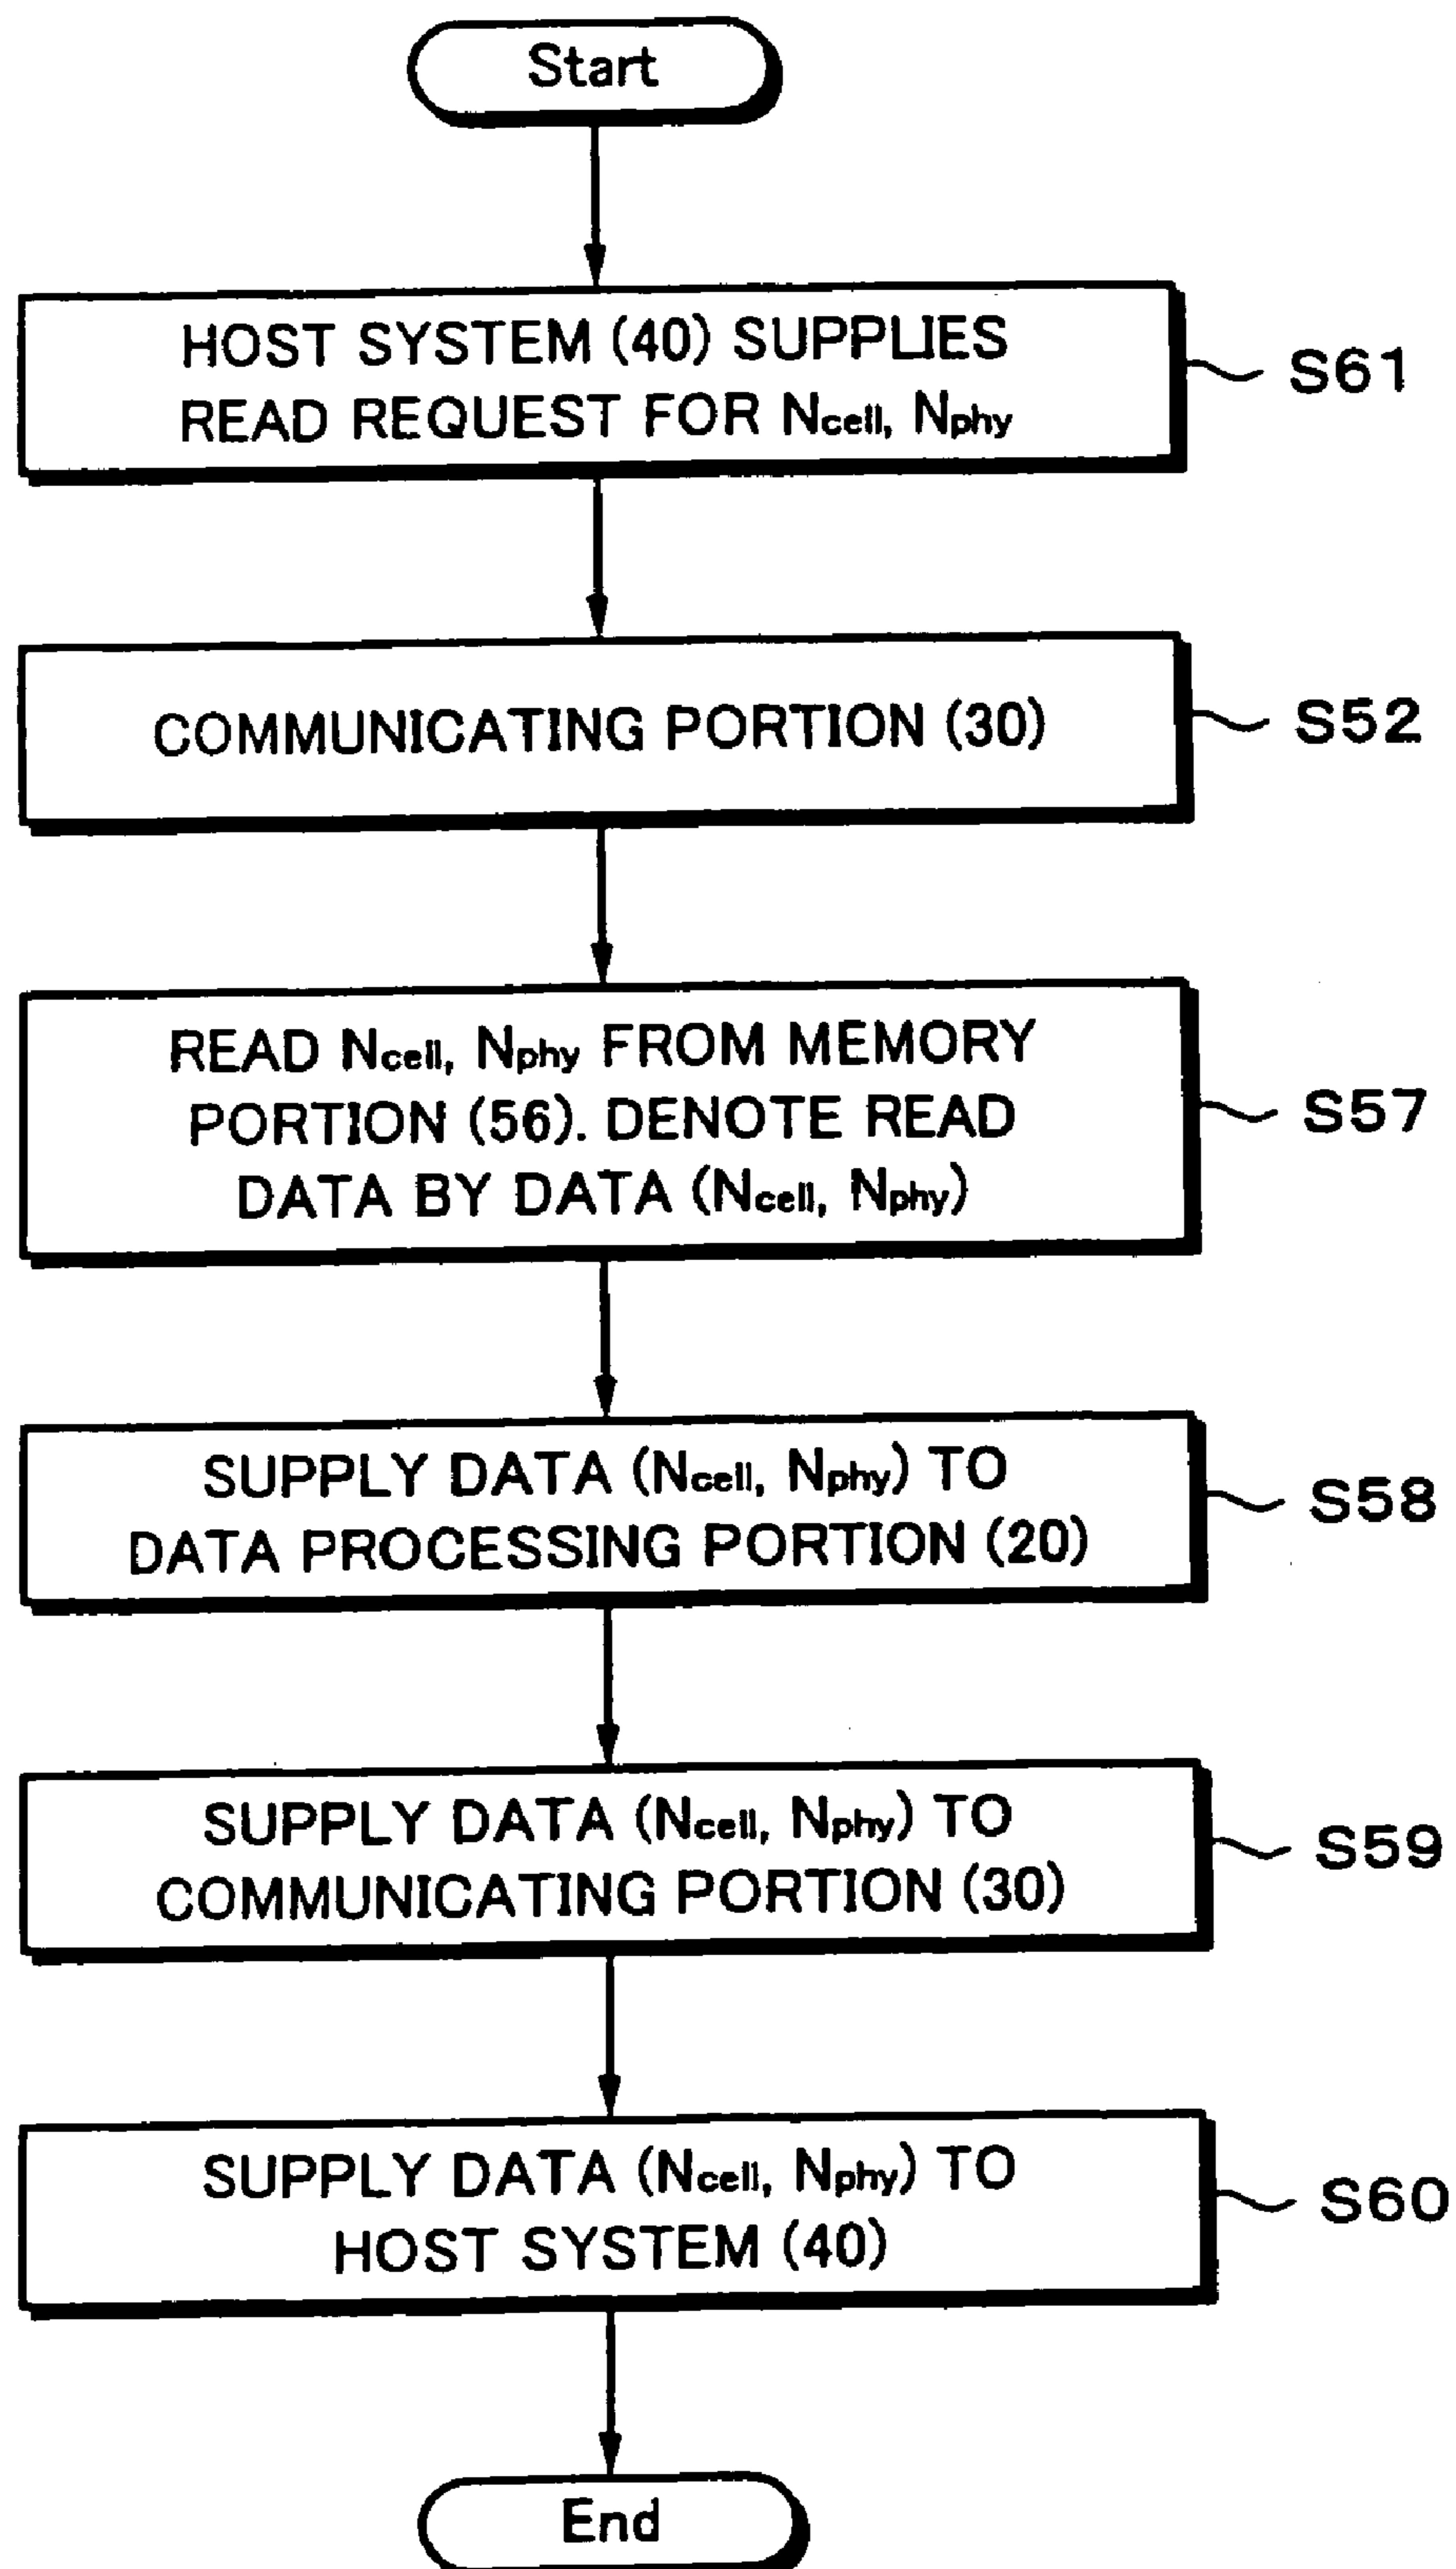 Start
HOST SYSTEM (40) SUPPLIES
READ REQUEST FOR Ncell, Nphy
S61
COMMUNICATING PORTION (30)
S52
READ Ncell, Nphy FROM MEMORY
PORTION (56). DENOTE READ
DATA BY DATA (Ncell, Nphy)
S57
SUPPLY DATA (Ncell, Nphy) TO
DATA PROCESSING PORTION (20)
S58
SUPPLY DATA (Ncell, Nphy) TO
COMMUNICATING PORTION (30)
S59
SUPPLY DATA (Ncell, Nphy) TO
HOST SYSTEM (40)
S60
End